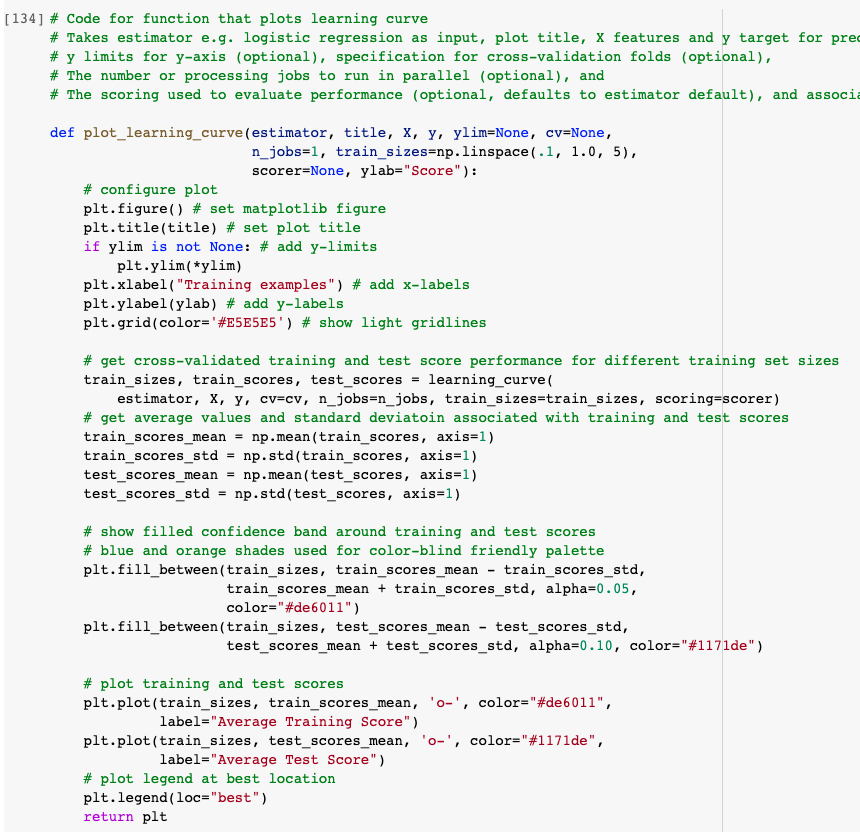 [134] # Code for function that plots learning curve
# Takes estimator e.g. logistic regression as input, plot title, X features and y target for
# y limits for y-axis (optional), specification for cross-validation folds (optional),
# The number or processing jobs to run in parallel (optional), and
# The scoring used to evaluate performance (optional, defaults to estimator default), and
def plot_learning_curve(estimator, title, X, y, ylim=None, cv=None,
n_jobs=1, train_sizes=np.linspace(.1, 1.0, 5),
scorer=None, ylab="Score"):
# configure plot
plt.figure() # set matplotlib figure
plt.title(title) # set plot title
if ylim is not None: # add y-limits
plt.ylim(*ylim)
plt.xlabel("Training examples") # add x-labels
plt.ylabel(ylab) # add y-labels
plt.grid(color='#E5E5E5') # show light gridlines
# get cross-validated training and test score performance for different training set sizes
train_sizes, train_scores, test_scores = learning_curve(
estimator, X, y, cv=cv, n_jobs=n_jobs, train_sizes=train_sizes, scoring=scorer)
# get average values and standard deviatoin associated with training and test scores
train_scores_mean = np.mean(train_scores, axis=1)
train_scores_std = np.std(train_scores, axis=1)
test_scores_mean = np.mean(test_scores, axis=1)
test_scores_std = np.std(test_scores, axis=1)
# show filled confidence band around training and test scores
# blue and orange shades used for color-blind friendly palette
plt.fill_between(train_sizes, train_scores_mean - train_scores_std,
train_scores_mean + train_scores_std, alpha=0.05,
color="#de6011")
plt.fill_between(train_sizes, test_scores_mean - test_scores_std,
test_scores_mean + test_scores_std, alpha=0.10, color="#1171de")
# plot training and test scores
plt.plot(train_sizes, train_scores_mean, 'o-', color="#de6011",
label="Average Training Score")
plt.plot(train_sizes, test_scores_mean, 'o-', color="#1171de",
label="Average Test Score")
# plot legend at best location
plt.legend(loc="best")
return plt